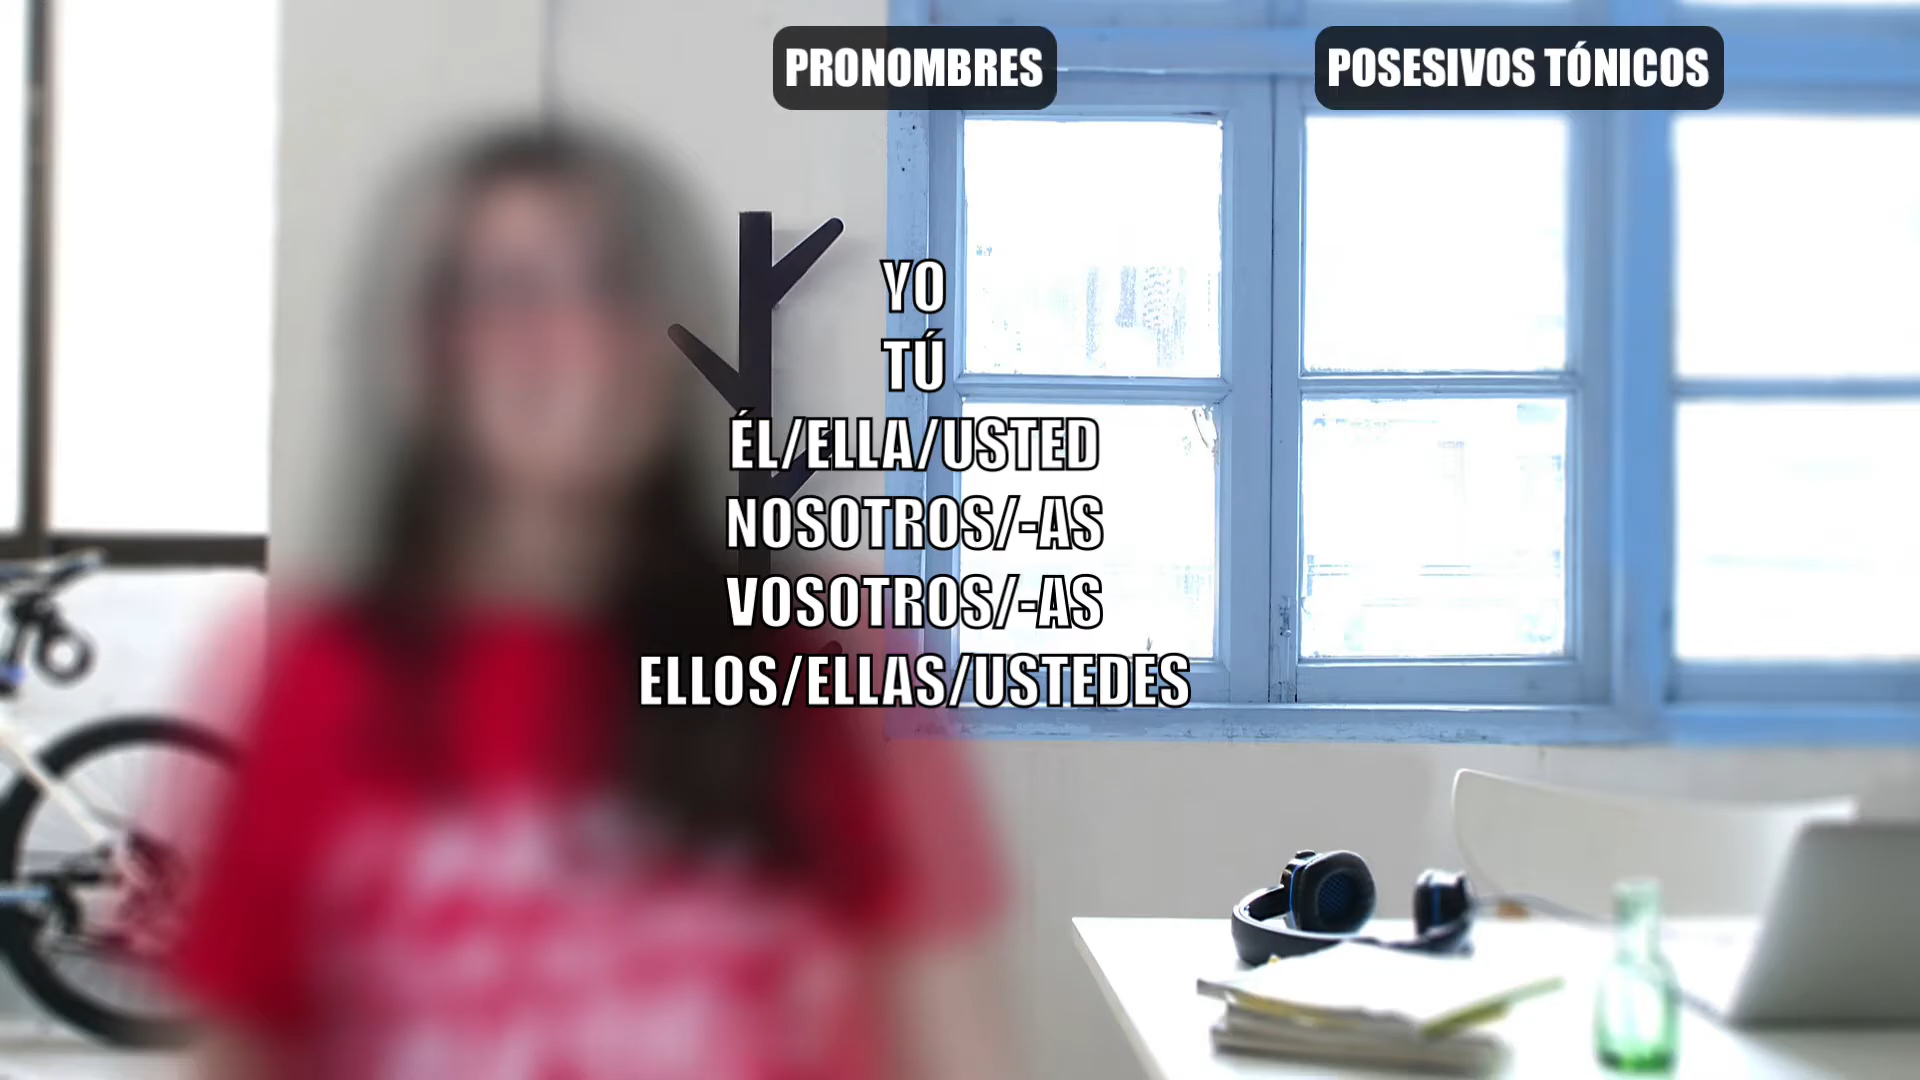 PRONOMBRES
POSESIVOS TÓNICOS
YO
TÚ
ÉL/ELLA/USTED
NOSOTROS/-AS
VOSOTROS/-AS
ELLOS/ELLAS/USTEDES